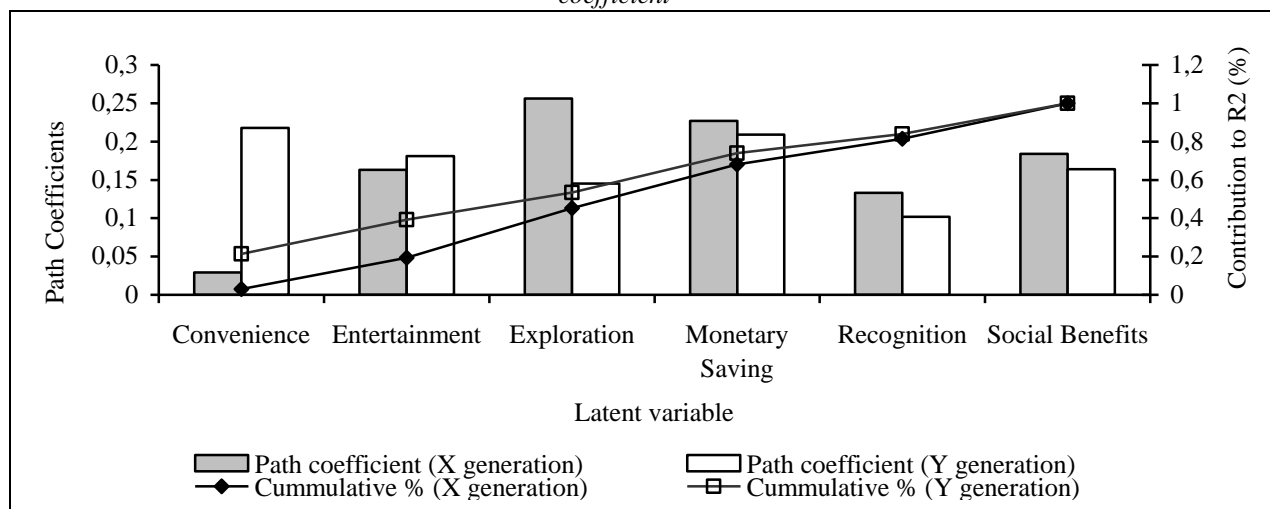 coefficient
0,3
0,25
0,2
0,15
0,1
0,05
0
Path Coefficients
1,2
1
0,8
0,6
0,4
0,2
0
Contribution to R2 (%)
Convenience Entertainment Exploration Monetary Saving Recognition Social Benefits
Latent variable
Path coefficient (X generation) Path coefficient (Y generation)
Cummulative % (X generation) Cummulative % (Y generation)